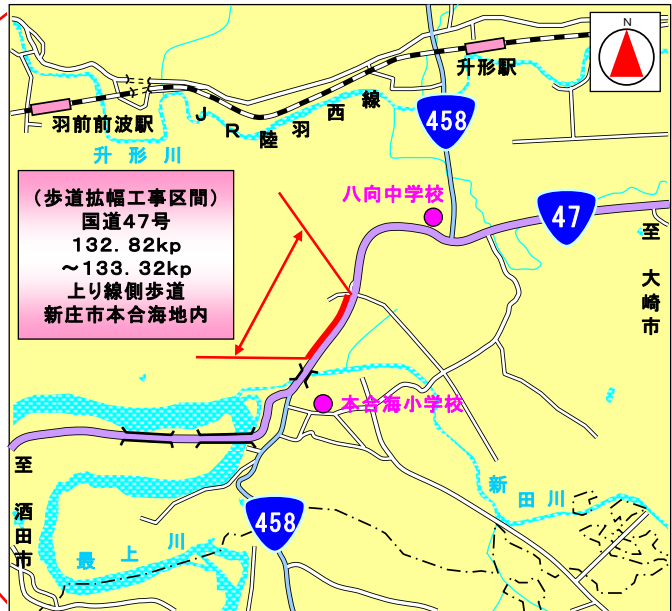 N
升形駅
羽前前波駅
JR陸羽西線
458
升形川
(歩道拡幅工事区間)
国道47号
132.82kp
～133.32kp
上り線側歩道
新庄市本合海地内
八向中学校
47
至 大崎市
本合海小学校
至 酒田市
新田川
458
最上川